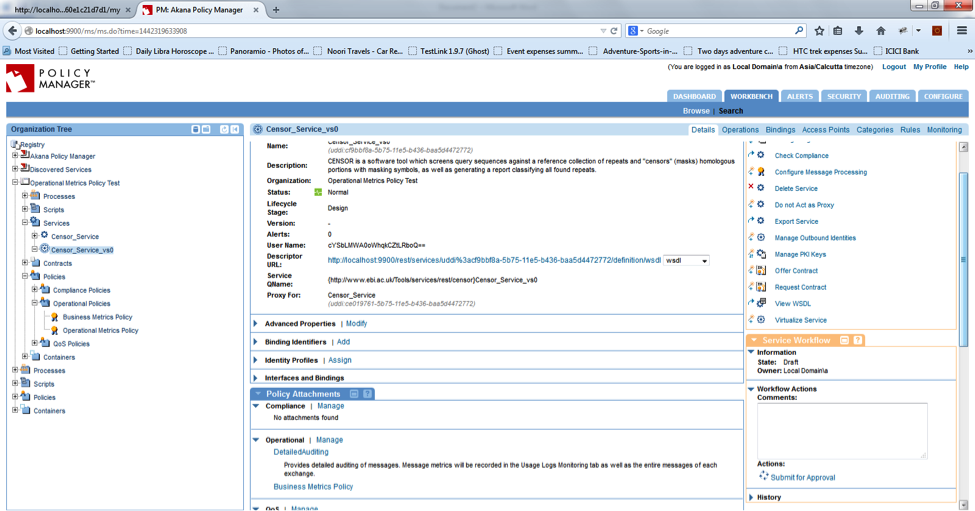 http://localho...60e1c21d7d1/my ×
PM: Akana Policy Manager ×
localhost:9900/ms/ms.do?time=1442319633908
Google
Most Visited
Getting Started
Daily Libra Horoscope ...
Panoramio - Photos of...
Noori Travels - Car Re...
TestLink 1.9.7 (Ghost)
Event expenses summ...
Adventure-Sports-in-...
Two days adventure c...
HTC trek expenses Su...
ICICI Bank
»
POLICY
MANAGER™
(You are logged in as Local Domain\a from Asia/Calcutta timezone)
Logout My Profile Help
DASHBOARD WORKBENCH ALERTS SECURITY AUDITING CONFIGURE
Browse | Search
Organization Tree
Registry
Akana Policy Manager
Discovered Services
Operational Metrics Policy Test
Processes
Scripts
Services
Censor_Service
Censor_Service_vs0
Contracts
Policies
Compliance Policies
Operational Policies
Business Metrics Policy
Operational Metrics Policy
QoS Policies
Containers
Processes
Scripts
Policies
Containers
Censor_Service_vs0
Details Operations Bindings Access Points Categories Rules Monitoring
Name: Censor_Service_vs0
(uddi:cf9bbf8a-5b75-11e5-b436-baa5d4472772)
Description: CENSOR is a software tool which screens query sequences against a reference collection of repeats and "censors" (masks) homologous
portions with masking symbols, as well as generating a report classifying all found repeats.
Organization: Operational Metrics Policy Test
Status: Normal
Lifecycle
Stage: Design
Version: -
Alerts: 0
User Name: cYSbLMWA0oWhqkCZtLRboQ==
Descriptor
URL: http://localhost:9900/rest/services/uddi/%3acf9bbf8a-5b75-11e5-b436-baa5d4472772/definition/wsdl wsdl
Service
QName: {http://www.ebi.ac.uk/Tools/services/rest/censor}Censor_Service_vs0
Proxy For: Censor_Service
(uddi:ce019761-5b75-11e5-b436-baa5d4472772)
Advanced Properties | Modify
Binding Identifiers | Add
Identity Profiles | Assign
Interfaces and Bindings
Policy Attachments
Compliance | Manage
No attachments found
Operational | Manage
DetailedAuditing
Provides detailed auditing of messages. Message metrics will be recorded in the Usage Logs Monitoring tab as well as the entire messages of each
exchange.
Business Metrics Policy
QoS | Manage
Check Compliance
Configure Message Processing
Delete Service
Do not Act as Proxy
Export Service
Manage Outbound Identities
Manage PKI Keys
Offer Contract
Request Contract
View WSDL
Virtualize Service
Service Workflow
Information
State: Draft
Owner: Local Domain\a
Workflow Actions
Comments:
Actions:
Submit for Approval
History